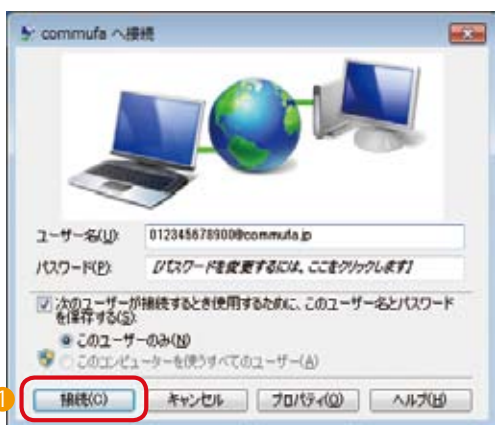 commufa へ接続
ユーザー名(U):
012345678900@commufa.jp
パスワード(P):
[パスワードを変更するには、ここをクリックします]
次のユーザーが接続するとき使用するために、このユーザー名とパスワード
を保存する(S):
このユーザーのみ(N)
このコンピューターを使うすべてのユーザー(A)
1
接続(C)
キャンセル
プロパティ(O)
ヘルプ(H)